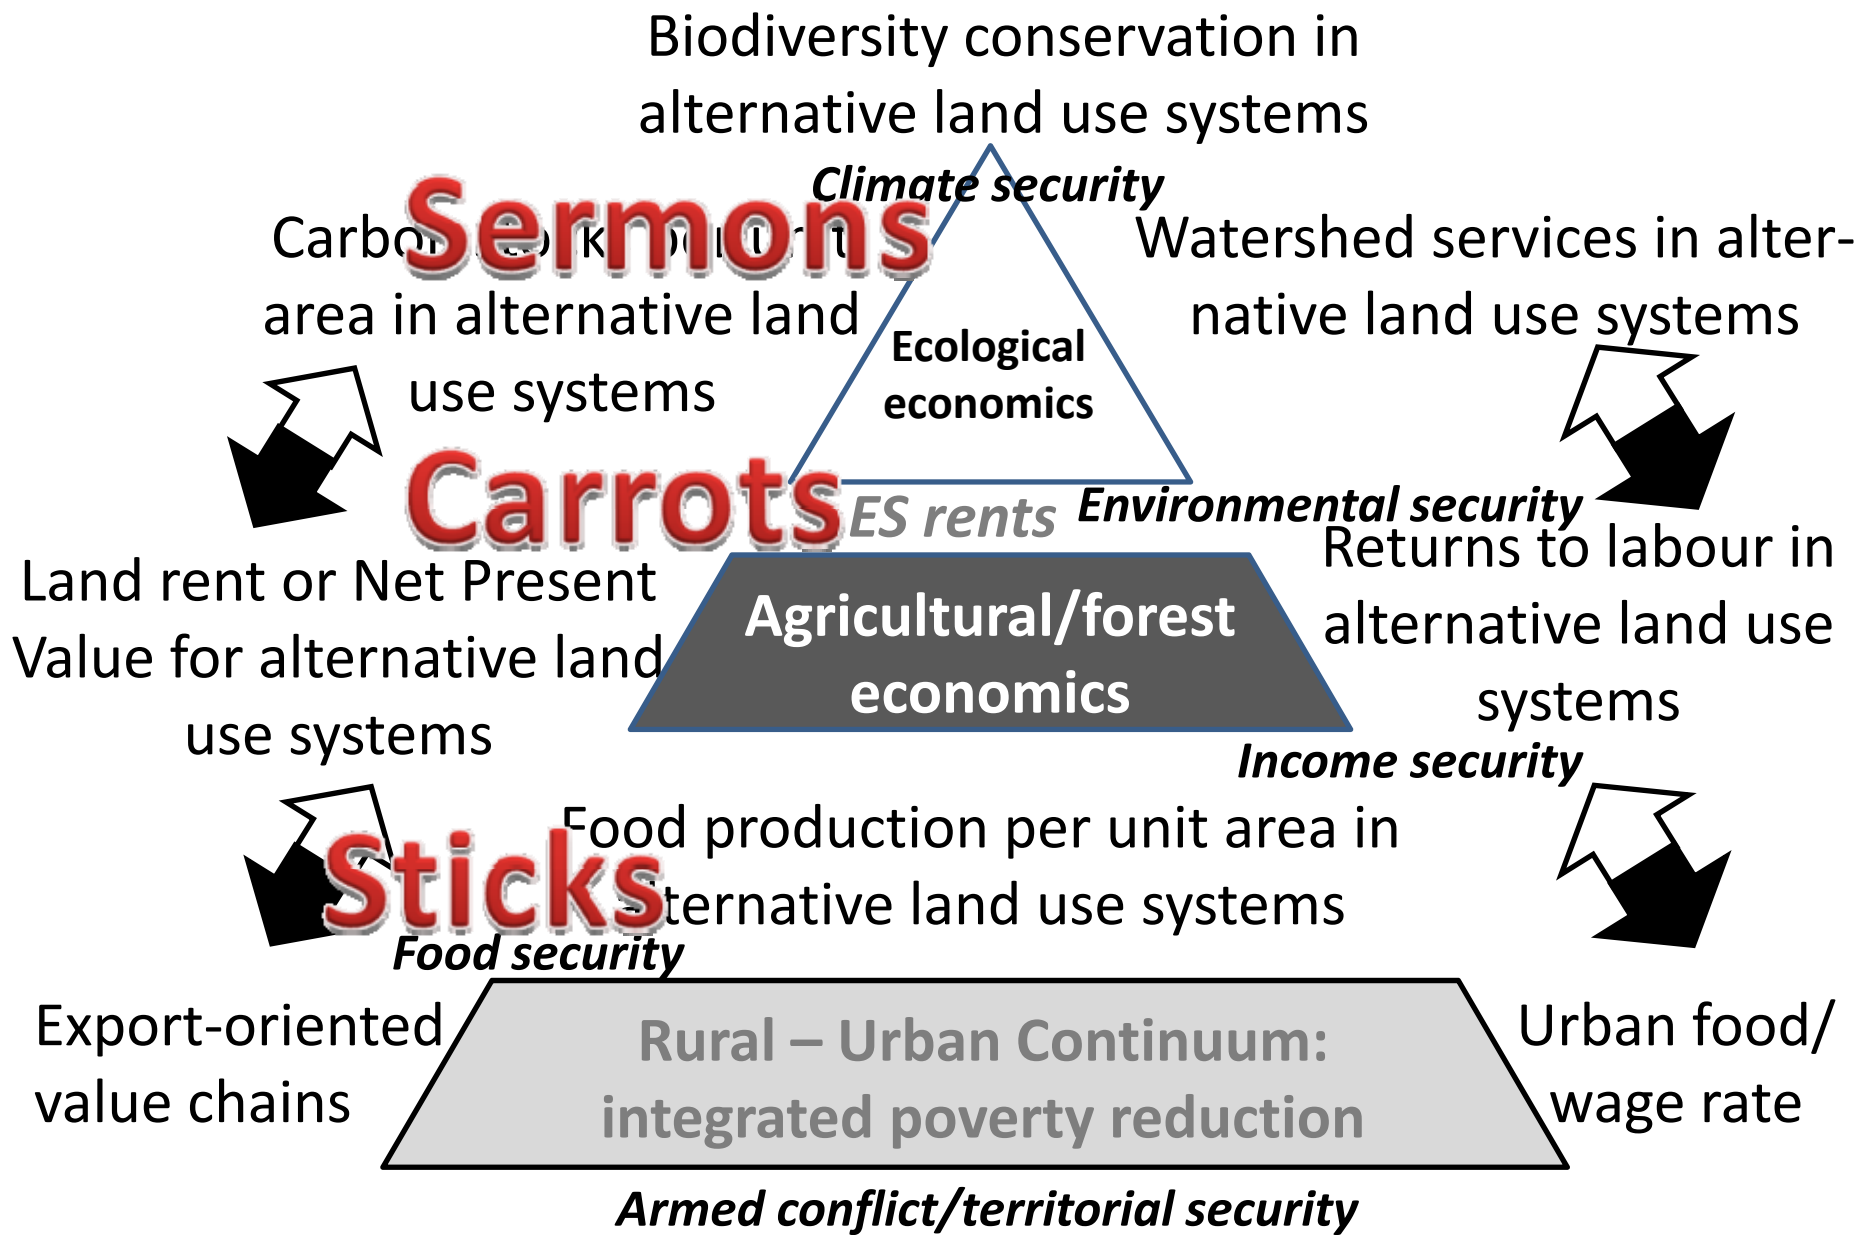 Biodiversity conservation in
alternative land use systems
Climate security
Sermons
area in alternative land
use systems
Watershed services in alter-
native land use systems
Ecological
economics
Carrots
ES rents
Environmental security
Land rent or Net Present
Value for alternative land
use systems
Agricultural/forest
economics
Returns to labour in
alternative land use
systems
Income security
Sticks
Food production per unit area in
alternative land use systems
Food security
Export-oriented
value chains
Rural – Urban Continuum:
integrated poverty reduction
Urban food/
wage rate
Armed conflict/territorial security